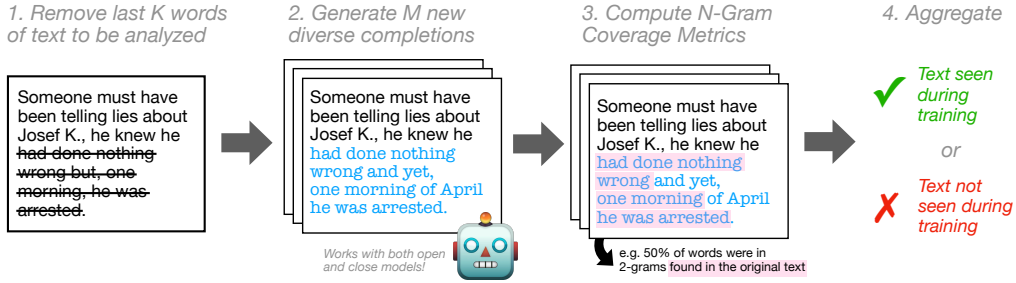 1. Remove last K words
of text to be analyzed
2. Generate M new
diverse completions
3. Compute N-Gram
Coverage Metrics
4. Aggregate
Someone must have
been telling lies about
Josef K., he knew he
had done nothing
wrong but, one
morning, he was
arrested.
Someone must have
been telling lies about
Josef K., he knew he
had done nothing
wrong and yet,
one morning of April
he was arrested.
Works with both open
and close models!
Someone must have
been telling lies about
Josef K., he knew he
had done nothing
wrong and yet,
one morning of April
he was arrested.
e.g. 50% of words were in
2-grams found in the original text
Text seen
during
training
or
Text not
seen during
training